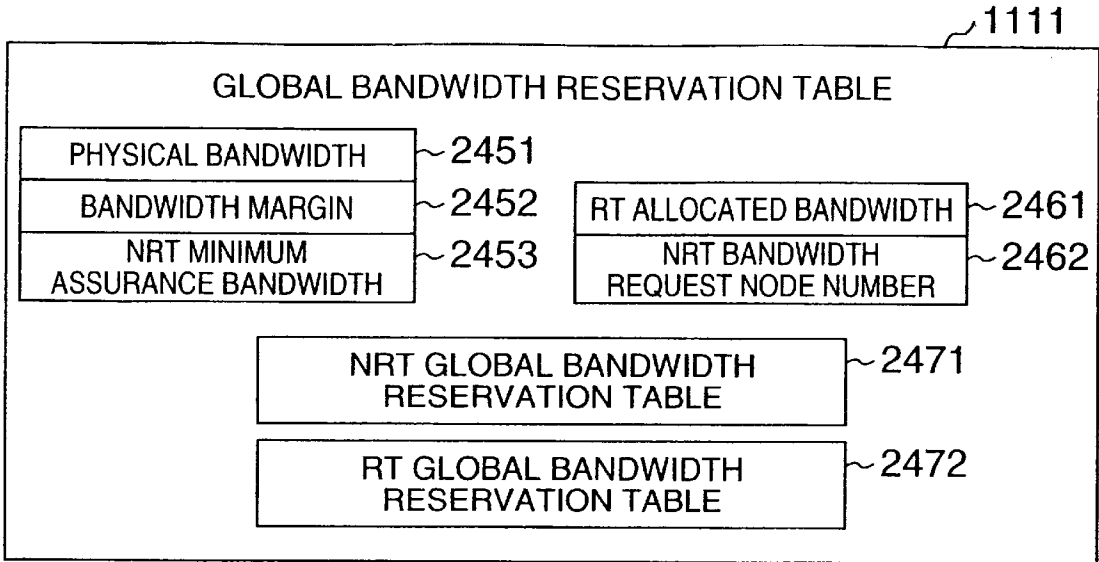 1111
GLOBAL BANDWIDTH RESERVATION TABLE
PHYSICAL BANDWIDTH
2451
BANDWIDTH MARGIN
2452
NRT MINIMUM
ASSURANCE BANDWIDTH
2453
RT ALLOCATED BANDWIDTH
2461
NRT BANDWIDTH
REQUEST NODE NUMBER
2462
NRT GLOBAL BANDWIDTH
RESERVATION TABLE
2471
RT GLOBAL BANDWIDTH
RESERVATION TABLE
2472